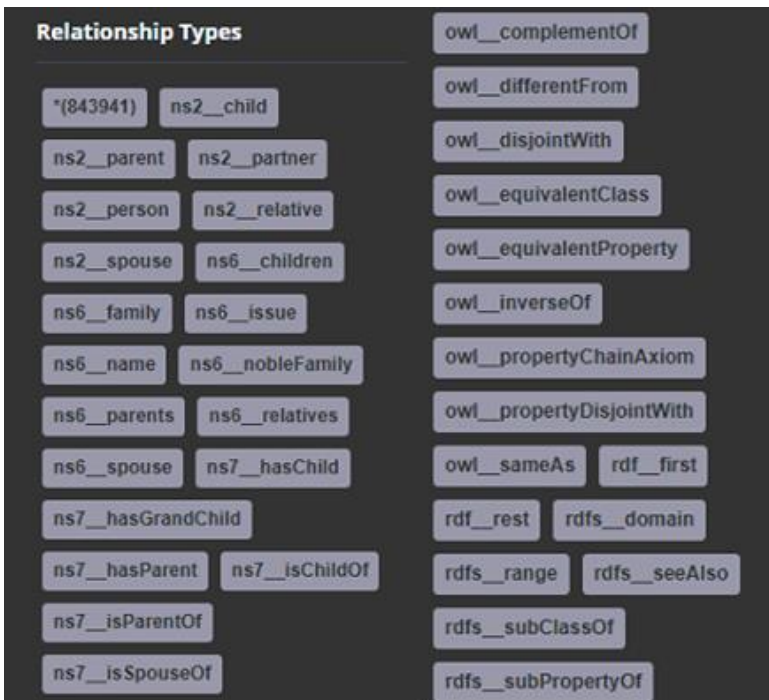 Relationship Types
*(843941) ns2__child
ns2__parent ns2__partner
ns2__person ns2__relative
ns2__spouse ns6__children
ns6__family ns6__issue
ns6__name ns6__nobleFamily
ns6__parents ns6__relatives
ns6__spouse ns7__hasChild
ns7__hasGrandChild
ns7__hasParent ns7__isChildOf
ns7__isParentOf
ns7__isSpouseOf
owl__complementOf
owl__differentFrom
owl__disjointWith
owl__equivalentClass
owl__equivalentProperty
owl__inverseOf
owl__propertyChainAxiom
owl__propertyDisjointWith
owl__sameAs rdf__first
rdf__rest rdfs__domain
rdfs__range rdfs__seeAlso
rdfs__subClassOf
rdfs__subPropertyOf